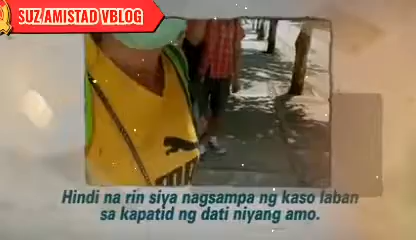 SUZ AMISTAD VBLOG
Hindi na rin siya nagsampa ng kaso laban
sa kapatid ng dati niyang amo.